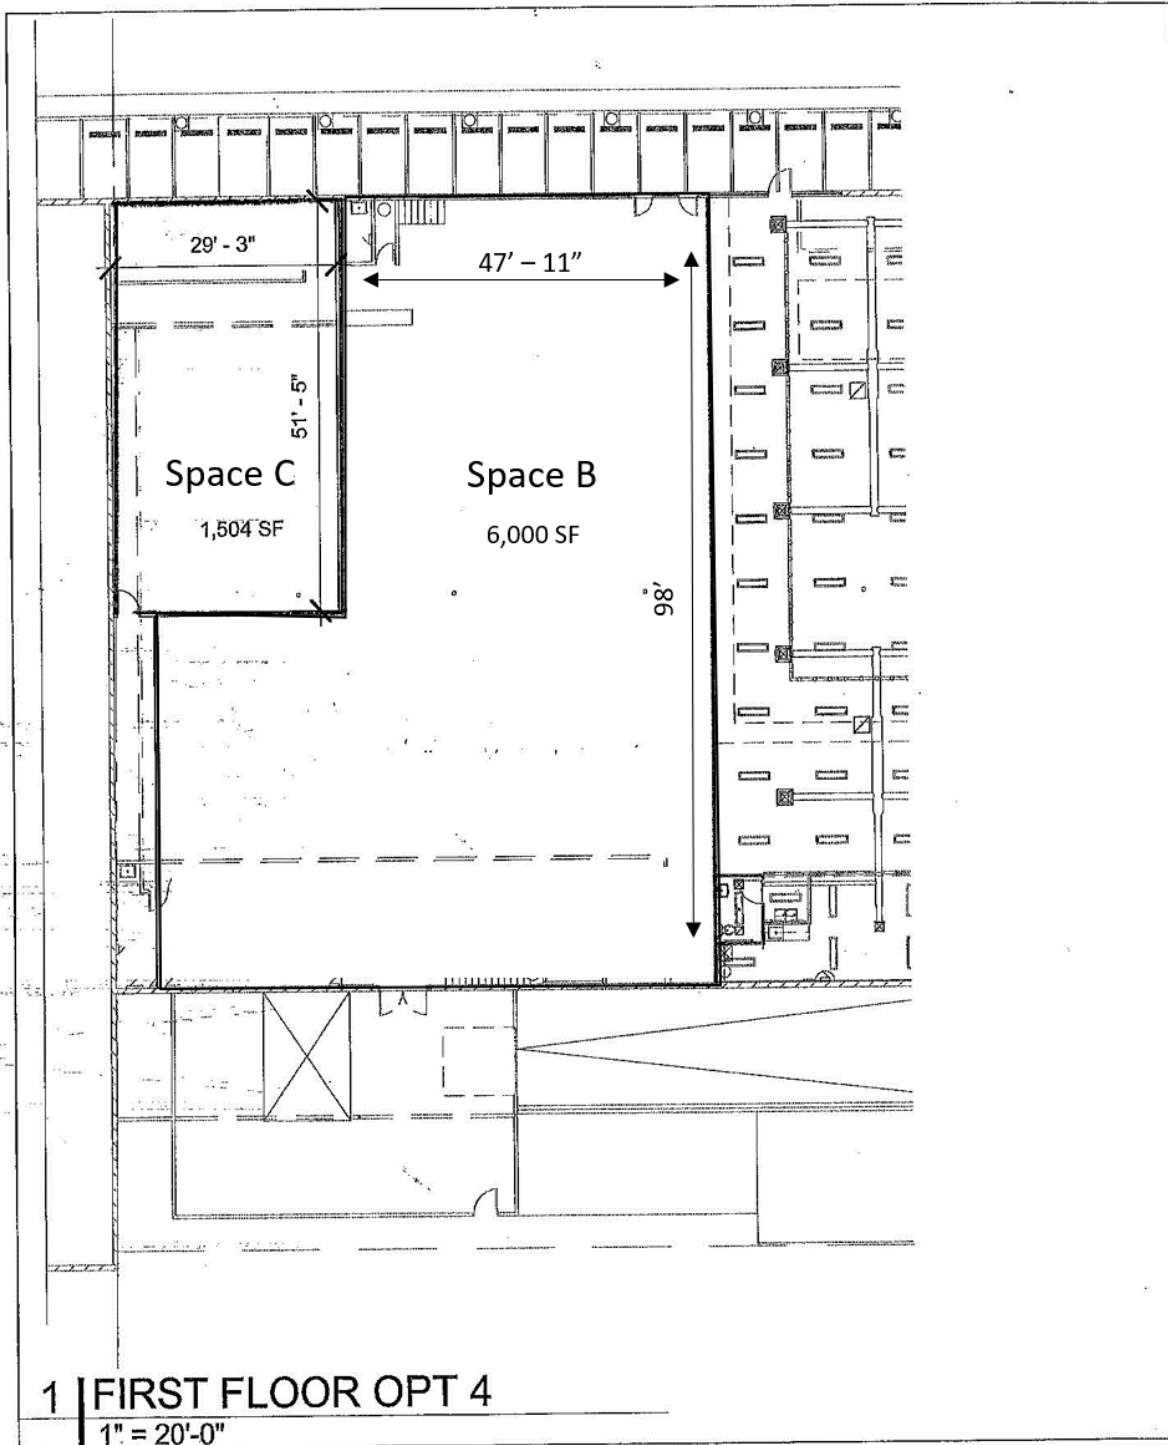 29' - 3"
47' – 11"
51' - 5"
Space C
Space B
1,504 SF
6,000 SF
98'
1 FIRST FLOOR OPT 4
1" = 20'-0"